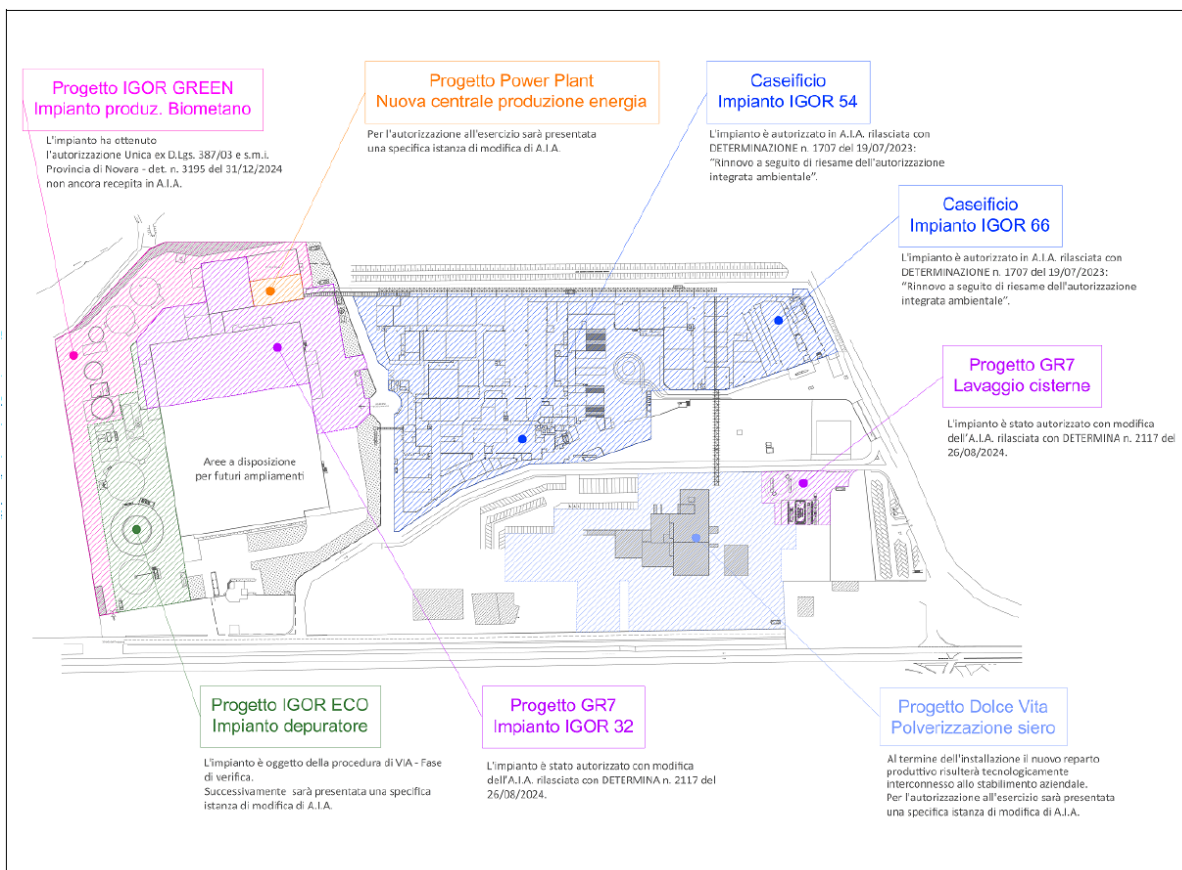 Progetto IGOR GREEN
Impianto produz. Biometano
L'impianto ha ottenuto
l'autorizzazione Unica ex D.Lgs. 387/03 e s.m.i.
Provincia di Novara - det. n. 3195 del 31/12/2024
non ancora recepita in A.I.A.
Progetto Power Plant
Nuova centrale produzione energia
Per l'autorizzazione all'esercizio sarà presentata
una specifica istanza di modifica di A.I.A.
Caseificio
Impianto IGOR 54
L'impianto è autorizzato in A.I.A. rilasciata con
DETERMINAZIONE n. 1707 del 19/07/2023:
"Rinnovo a seguito di riesame dell'autorizzazione
integrata ambientale".
Caseificio
Impianto IGOR 66
L'impianto è autorizzato in A.I.A. rilasciata con
DETERMINAZIONE n. 1707 del 19/07/2023:
"Rinnovo a seguito di riesame dell'autorizzazione
integrata ambientale".
Progetto GR7
Lavaggio cisterne
L'impianto è stato autorizzato con modifica
dell'A.I.A. rilasciata con DETERMINA n. 2117 del
26/08/2024.
Aree a disposizione
per futuri ampliamenti
Progetto IGOR ECO
Impianto depuratore
L'impianto è oggetto della procedura di VIA - Fase
di verifica.
Successivamente sarà presentata una specifica
istanza di modifica di A.I.A.
Progetto GR7
Impianto IGOR 32
L'impianto è stato autorizzato con modifica
dell'A.I.A. rilasciata con DETERMINA n. 2117 del
26/08/2024.
Progetto Dolce Vita
Polverizzazione siero
Al termine dell'installazione il nuovo reparto
produttivo risulterà tecnologicamente
interconnesso allo stabilimento aziendale.
Per l'autorizzazione all'esercizio sarà presentata
una specifica istanza di modifica di A.I.A.